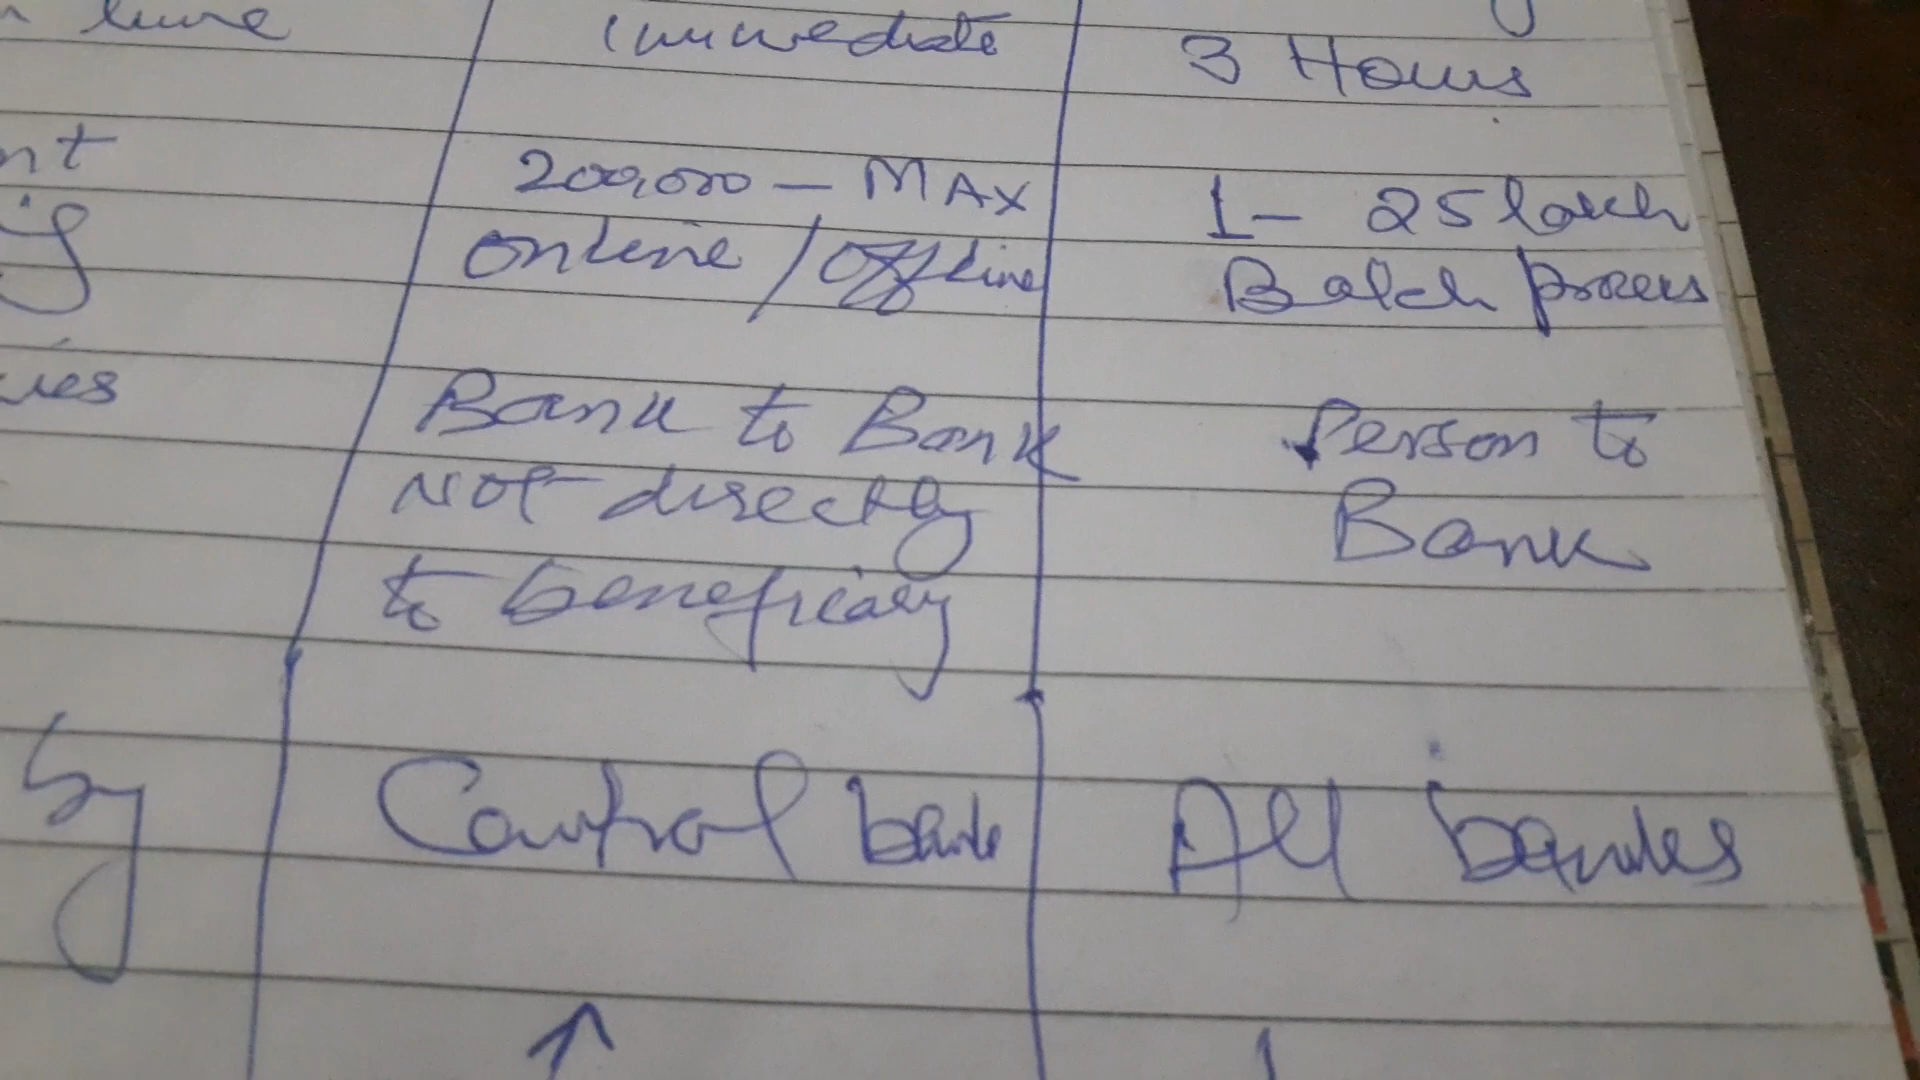 immediate 3 Hours
200,000 - MAX 1 - 25 lakh
online / offline Batch process
Bank to Bank Person to
Not directly Bank
to beneficiary
by Control bank All banks